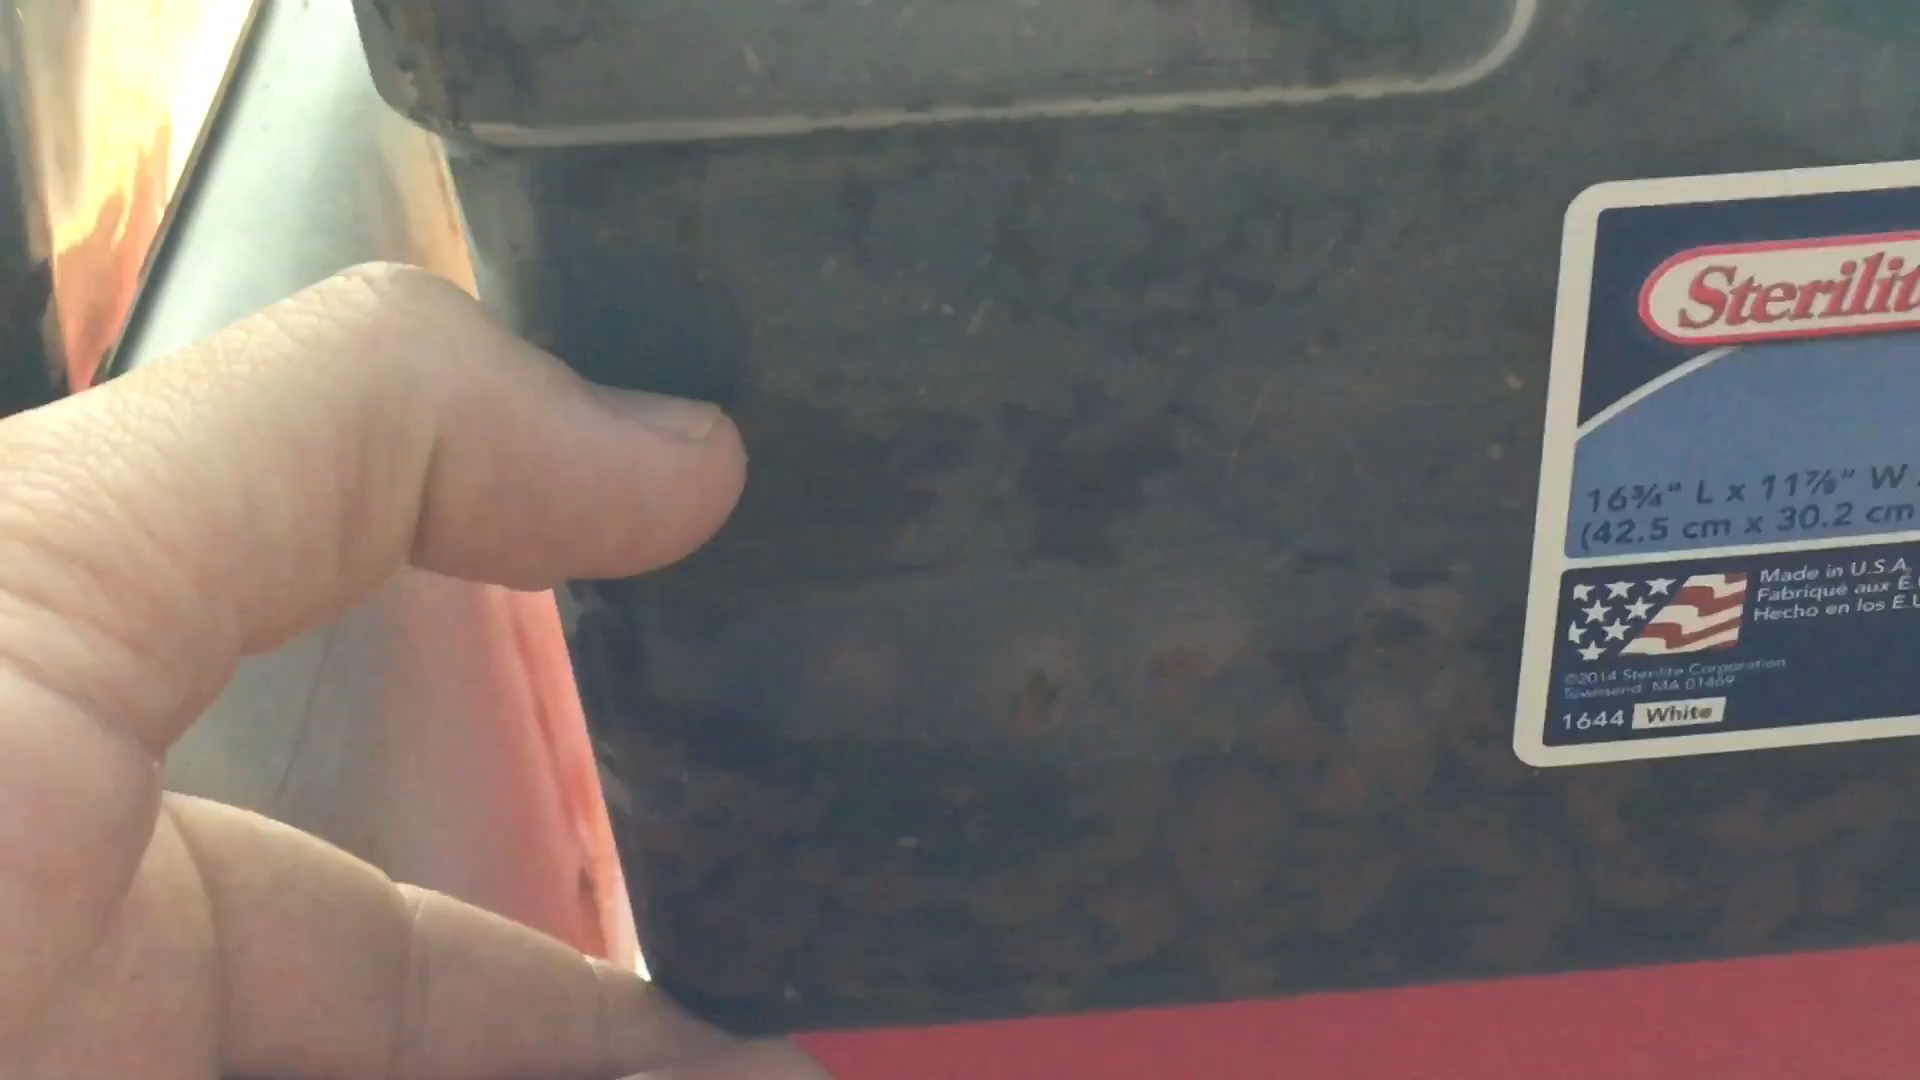 Sterilit
16¾" L x 11⅞" W
(42.5 cm x 30.2 cm
Made in U.S.A.
Fabriqué aux É.
Hecho en los E.U
©2014 Sterilite Corporation
Townsend, MA 01469
1644 White